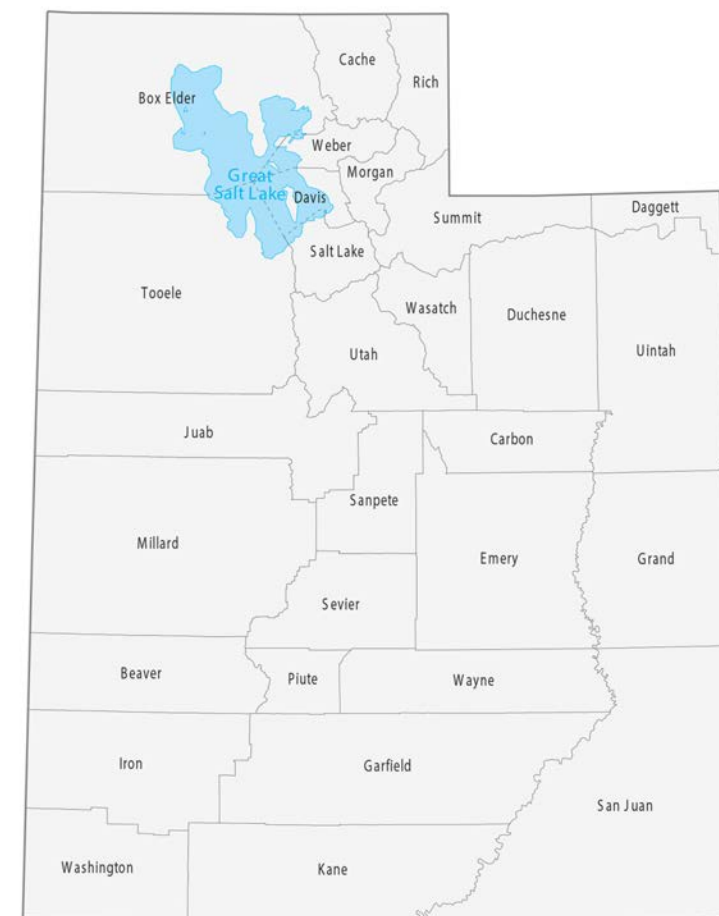 Cache
Rich
Box Elder
Weber
Morgan
Great
Salt Lake
Davis
Daggett
Summit
Salt Lake
Tooele
Wasatch
Duchesne
Uintah
Utah
Juab
Carbon
Sanpete
Millard
Emery
Grand
Sevier
Beaver
Piute
Wayne
Iron
Garfield
San Juan
Washington
Kane